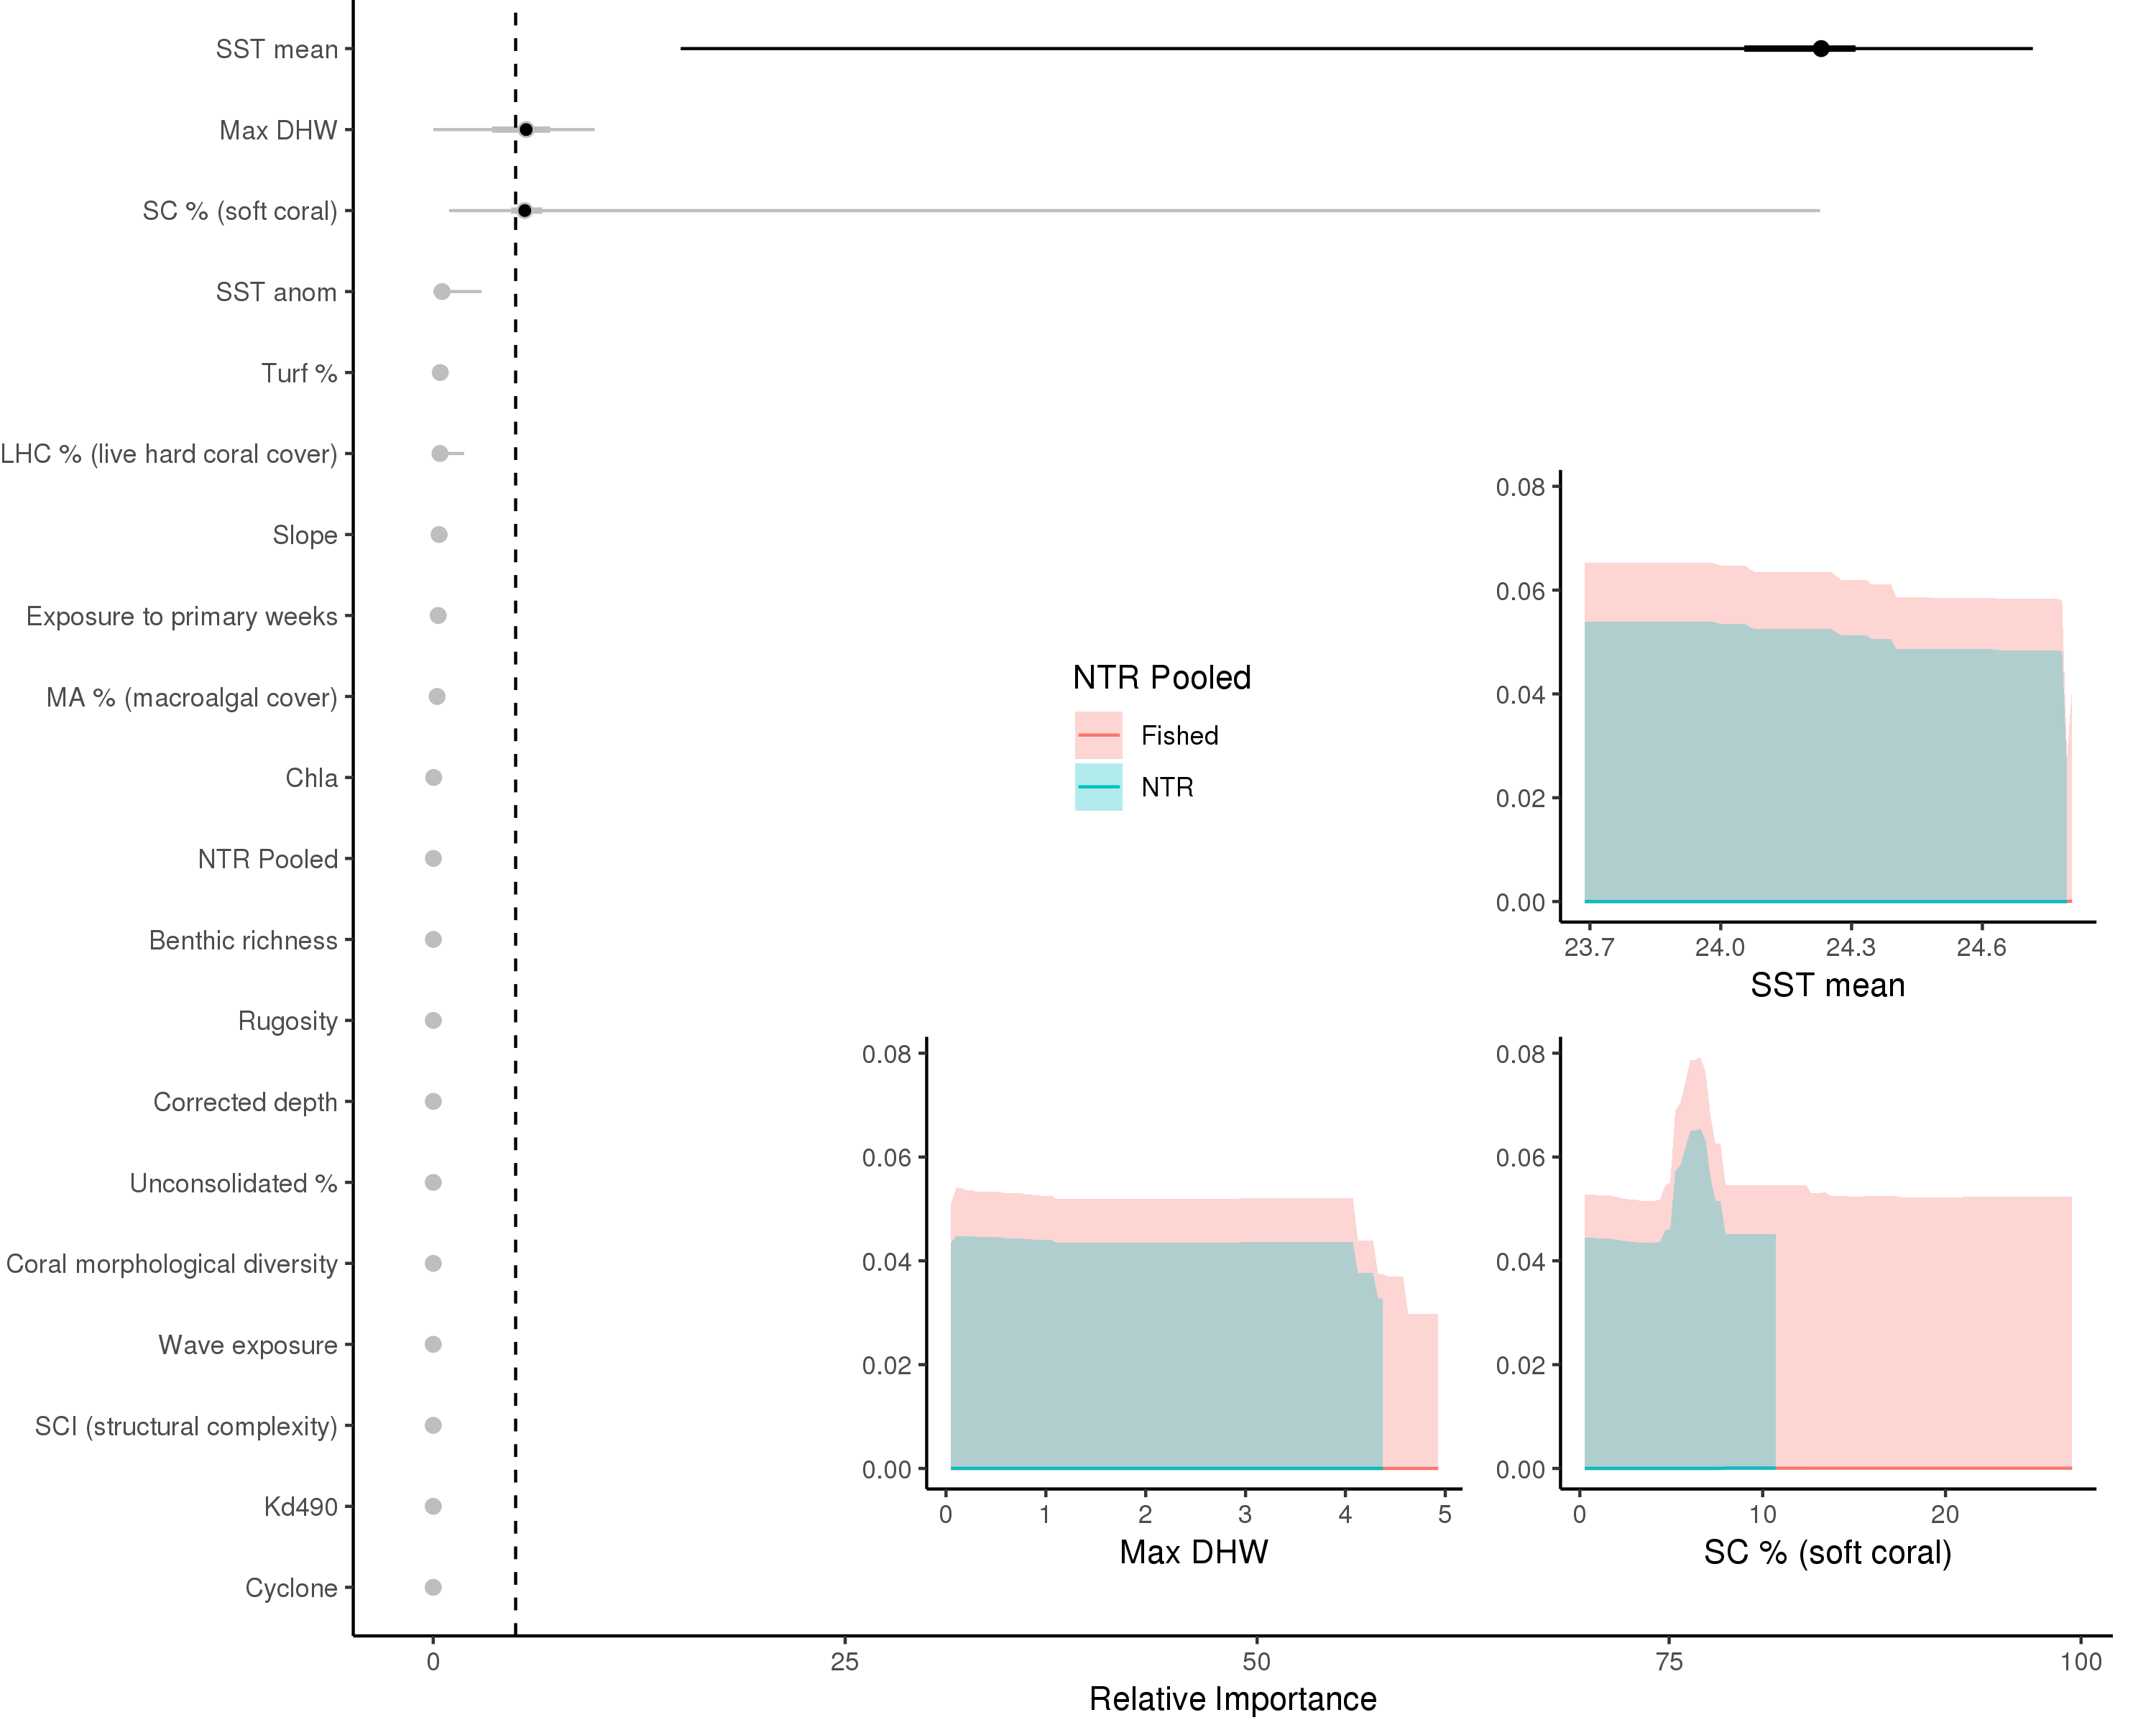 SST mean
Max DHW
SC % (soft coral)
SST anom
Turf %
LHC % (live hard coral cover)
Slope
Exposure to primary weeks
MA % (macroalgal cover)
Chla
NTR Pooled
Benthic richness
Rugosity
Corrected depth
Unconsolidated %
Coral morphological diversity
Wave exposure
SCI (structural complexity)
Kd490
Cyclone
0 25 50 75 100
Relative Importance
NTR Pooled
Fished
NTR
0.08
0.06
0.04
0.02
0.00
23.7 24.0 24.3 24.6
SST mean
0.08
0.06
0.04
0.02
0.00
0 1 2 3 4 5
Max DHW
0.08
0.06
0.04
0.02
0.00
0 10 20
SC % (soft coral)